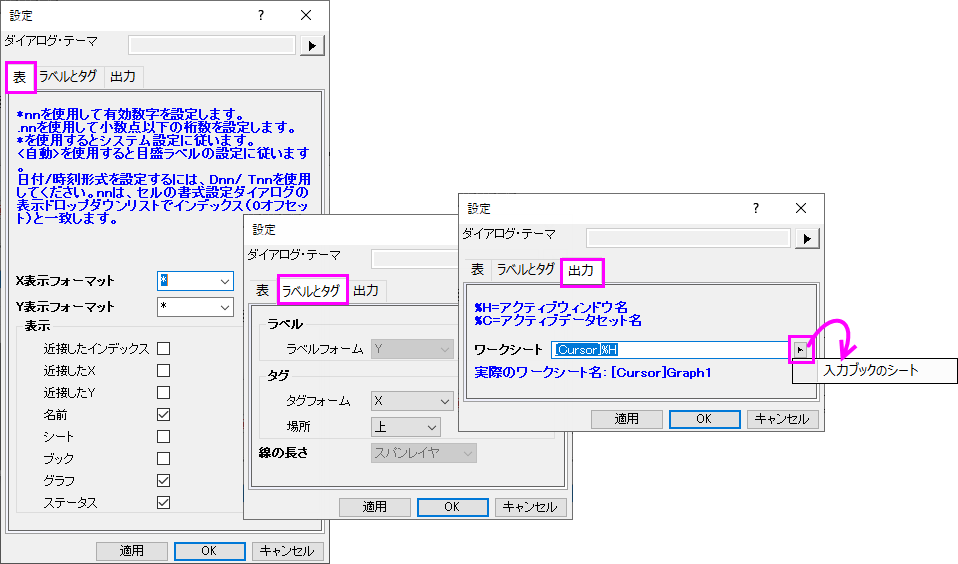 設定
?
ダイアログ・テーマ
表
ラベルとタグ
出力
*nnを使用して有効数字を設定します。
.nnを使用して小数点以下の桁数を設定します。
*を使用するとシステム設定に従います。
<自動>を使用すると目盛ラベルの設定に従います
。
日付/時刻形式を設定するには、Dnn/ Tnnを使用
してください。nnは、セルの書式設定ダイアログの
表示ドロップダウンリストでインデックス(0オフセッ
ト)と一致します。
X表示フォーマット
*
Y表示フォーマット
*
表示
近接したインデックス
近接したX
近接したY
名前
シート
ブック
グラフ
ステータス
適用
OK
キャンセル
設定
ダイアログ・テーマ
表
ラベルとタグ
出力
ラベル
ラベルフォーム
Y
タグ
タグフォーム
X
場所
上
線の長さ
スパンレイヤ
適用
OK
キャンセル
設定
?
ダイアログ・テーマ
表
ラベルとタグ
出力
%H=アクティブウィンドウ名
%C=アクティブデータセット名
ワークシート
[Cursor]%H
実際のワークシート名: [Cursor]Graph1
入力ブックのシート
適用
OK
キャンセル